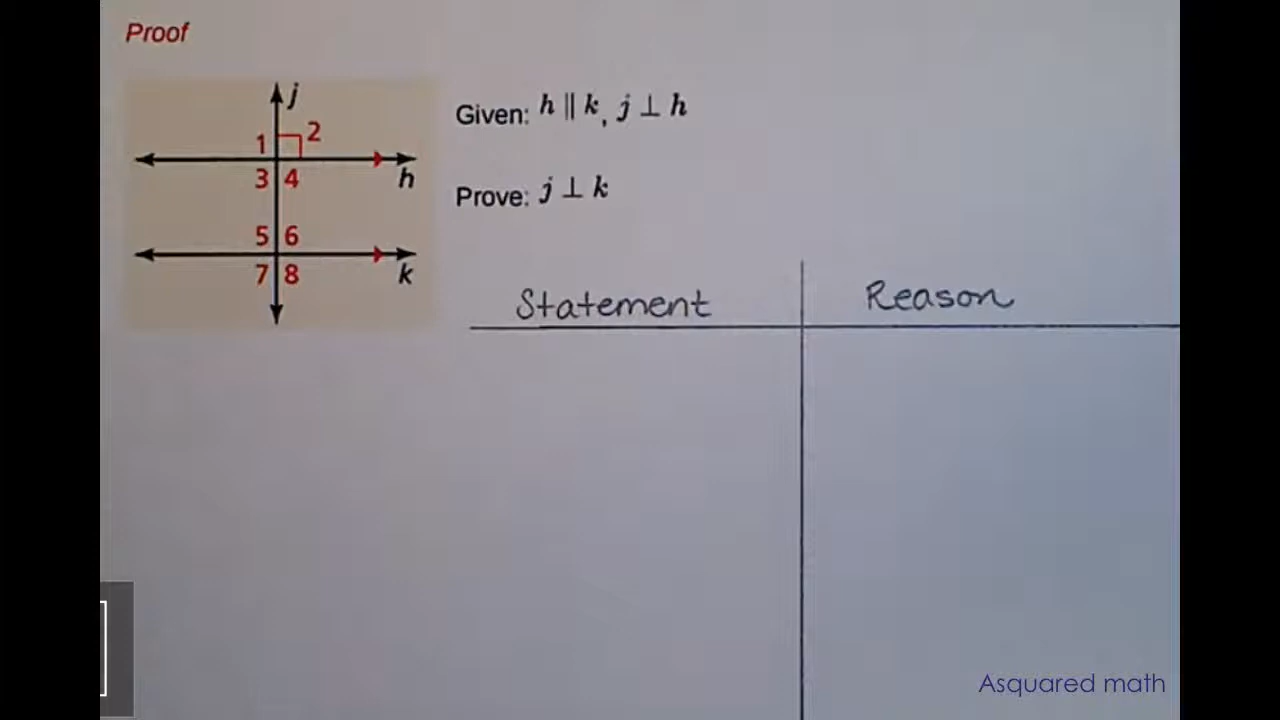 Proof
j
1 2
3 4 h
5 6
7 8 k
Given: h ∥ k, j ⊥ h
Prove: j ⊥ k
Statement Reason
Asquared math